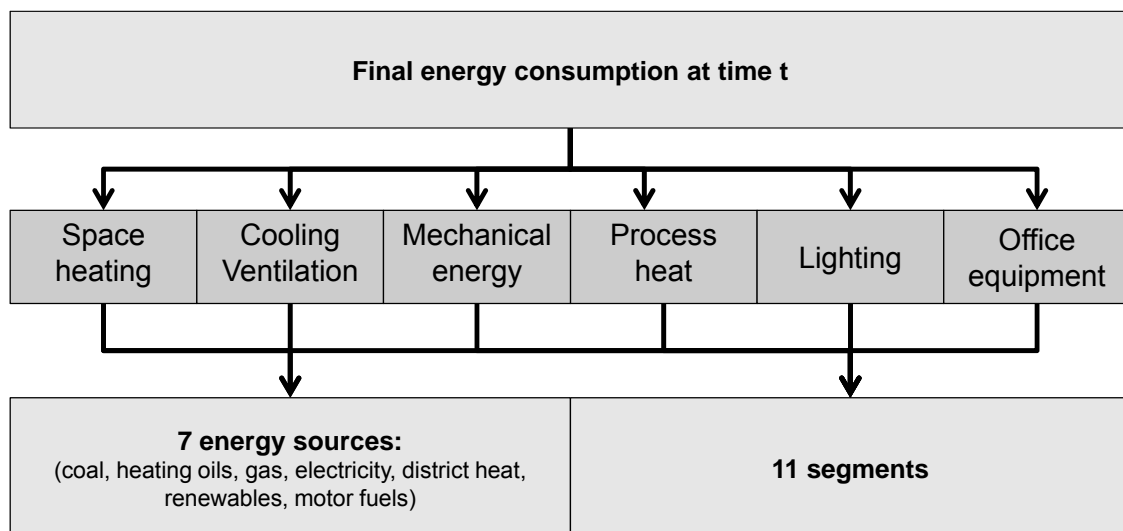 Final energy consumption at time t
Space
heating
Cooling
Ventilation
Mechanical
energy
Process
heat
Lighting
Office
equipment
7 energy sources:
(coal, heating oils, gas, electricity, district heat,
renewables, motor fuels)
11 segments